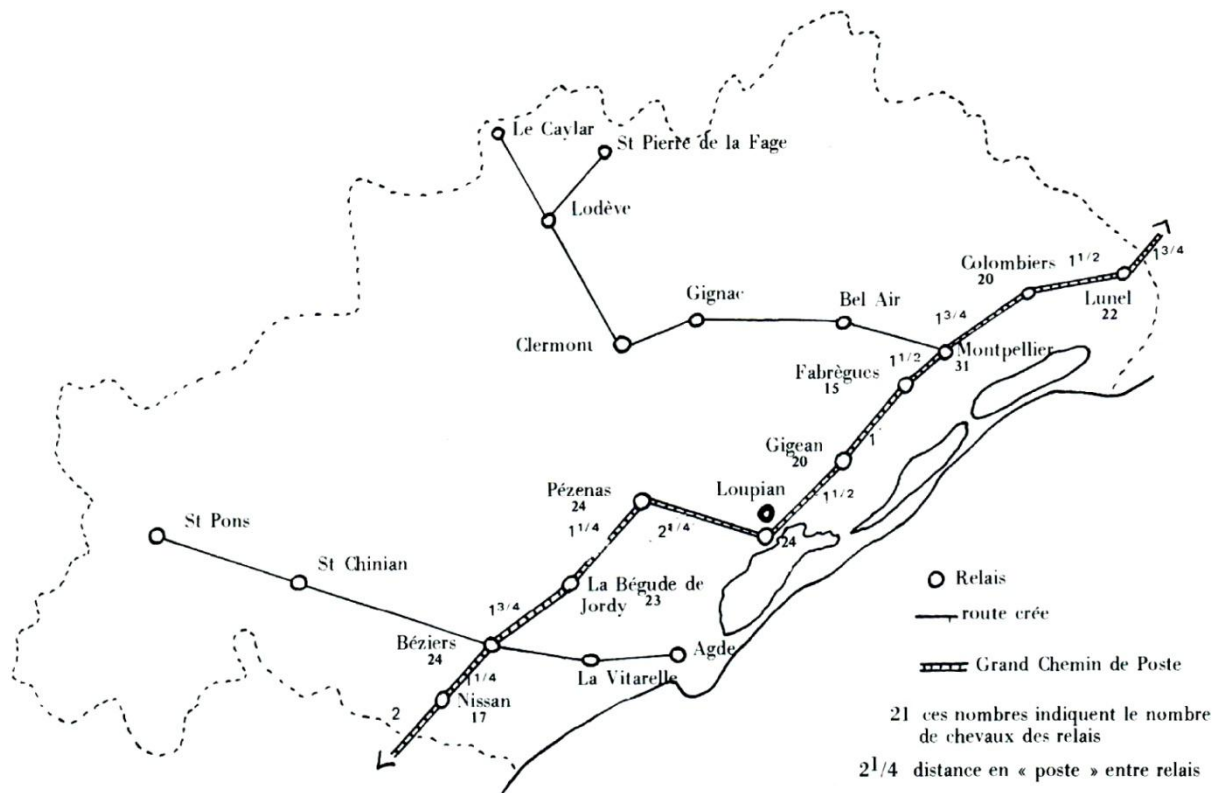 Le Caylar
St Pierre de la Fage
Lodève
Colombiers
20
1 1/2
1 3/4
Lunel
22
Gignac
Bel Air
1 3/4
Clermont
Montpellier
31
1 1/2
Fabrègues
15
1
Gigean
20
Pézenas
24
Loupian
1 1/2
1 1/4
2 1/4
24
St Pons
St Chinian
La Bégude de
Jordy 23
1 3/4
Béziers
24
Agde
La Vitarelle
1 1/4
Nissan
17
2
Relais
route crée
Grand Chemin de Poste
21 ces nombres indiquent le nombre
de chevaux des relais
2 1/4 distance en « poste » entre relais